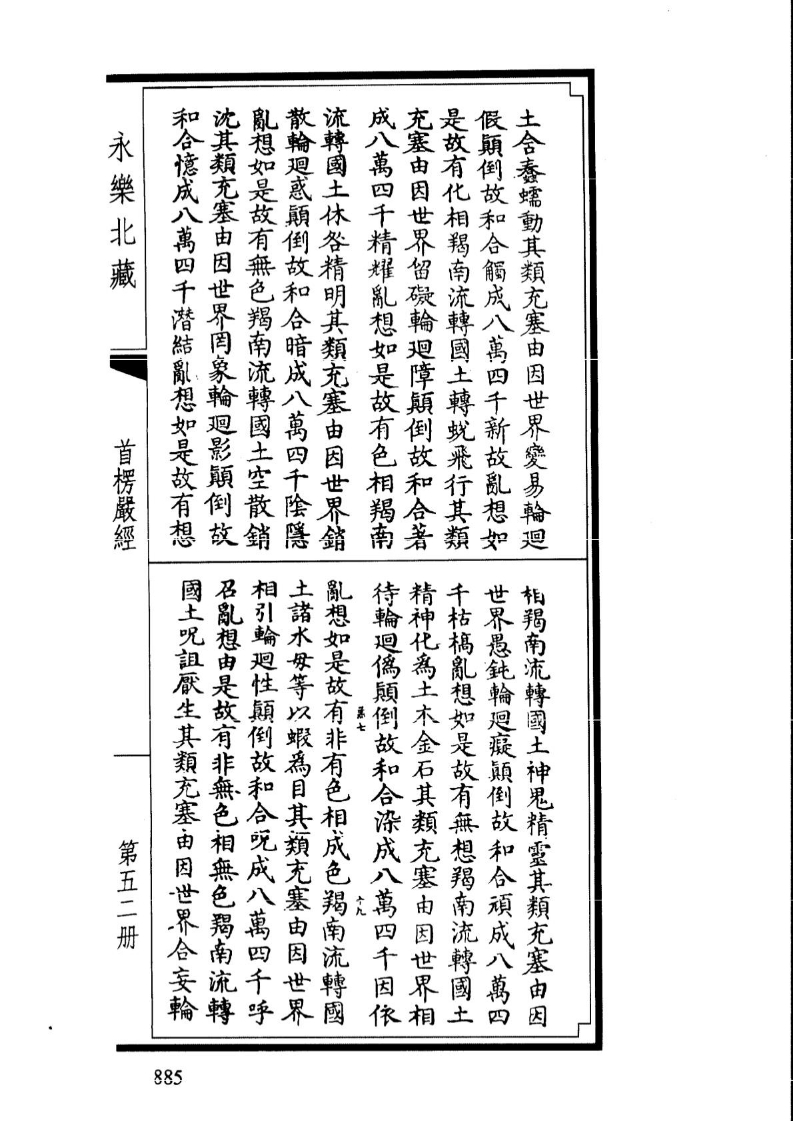 土含蠢蠕動其類充塞由因世界變易輪迴
假顛倒故和合觸成八萬四千新故亂想如
是故有化相羯南流轉國土轉蛻飛行其類
充塞由因世界留礙輪迴障顛倒故和合著
成八萬四千精耀亂想如是故有色相羯南
流轉國土休咎精明其類充塞由因世界銷
散輪迴惑顛倒故和合暗成八萬四千陰隱
亂想如是故有無色羯南流轉國土空散銷
沈其類充塞由因世界罔象輪迴影顛倒故
和合憶成八萬四千潛結亂想如是故有想
相羯南流轉國土神鬼精靈其類充塞由因
世界愚鈍輪迴癡顛倒故和合頑成八萬四
千枯槁亂想如是故有無想羯南流轉國土
精神化為土木金石其類充塞由因世界相
待輪迴偽顛倒故和合染成八萬四千因依
亂想如是故有非有色相成色羯南流轉國
土諸水母等以蝦為目其類充塞由因世界
相引輪迴性顛倒故和合呪成八萬四千呼
召亂想由是故有非無色相無色羯南流轉
國土呪詛厭生其類充塞由因世界合妄輪
永樂北藏
首楞嚴經
第五二册
十九
885